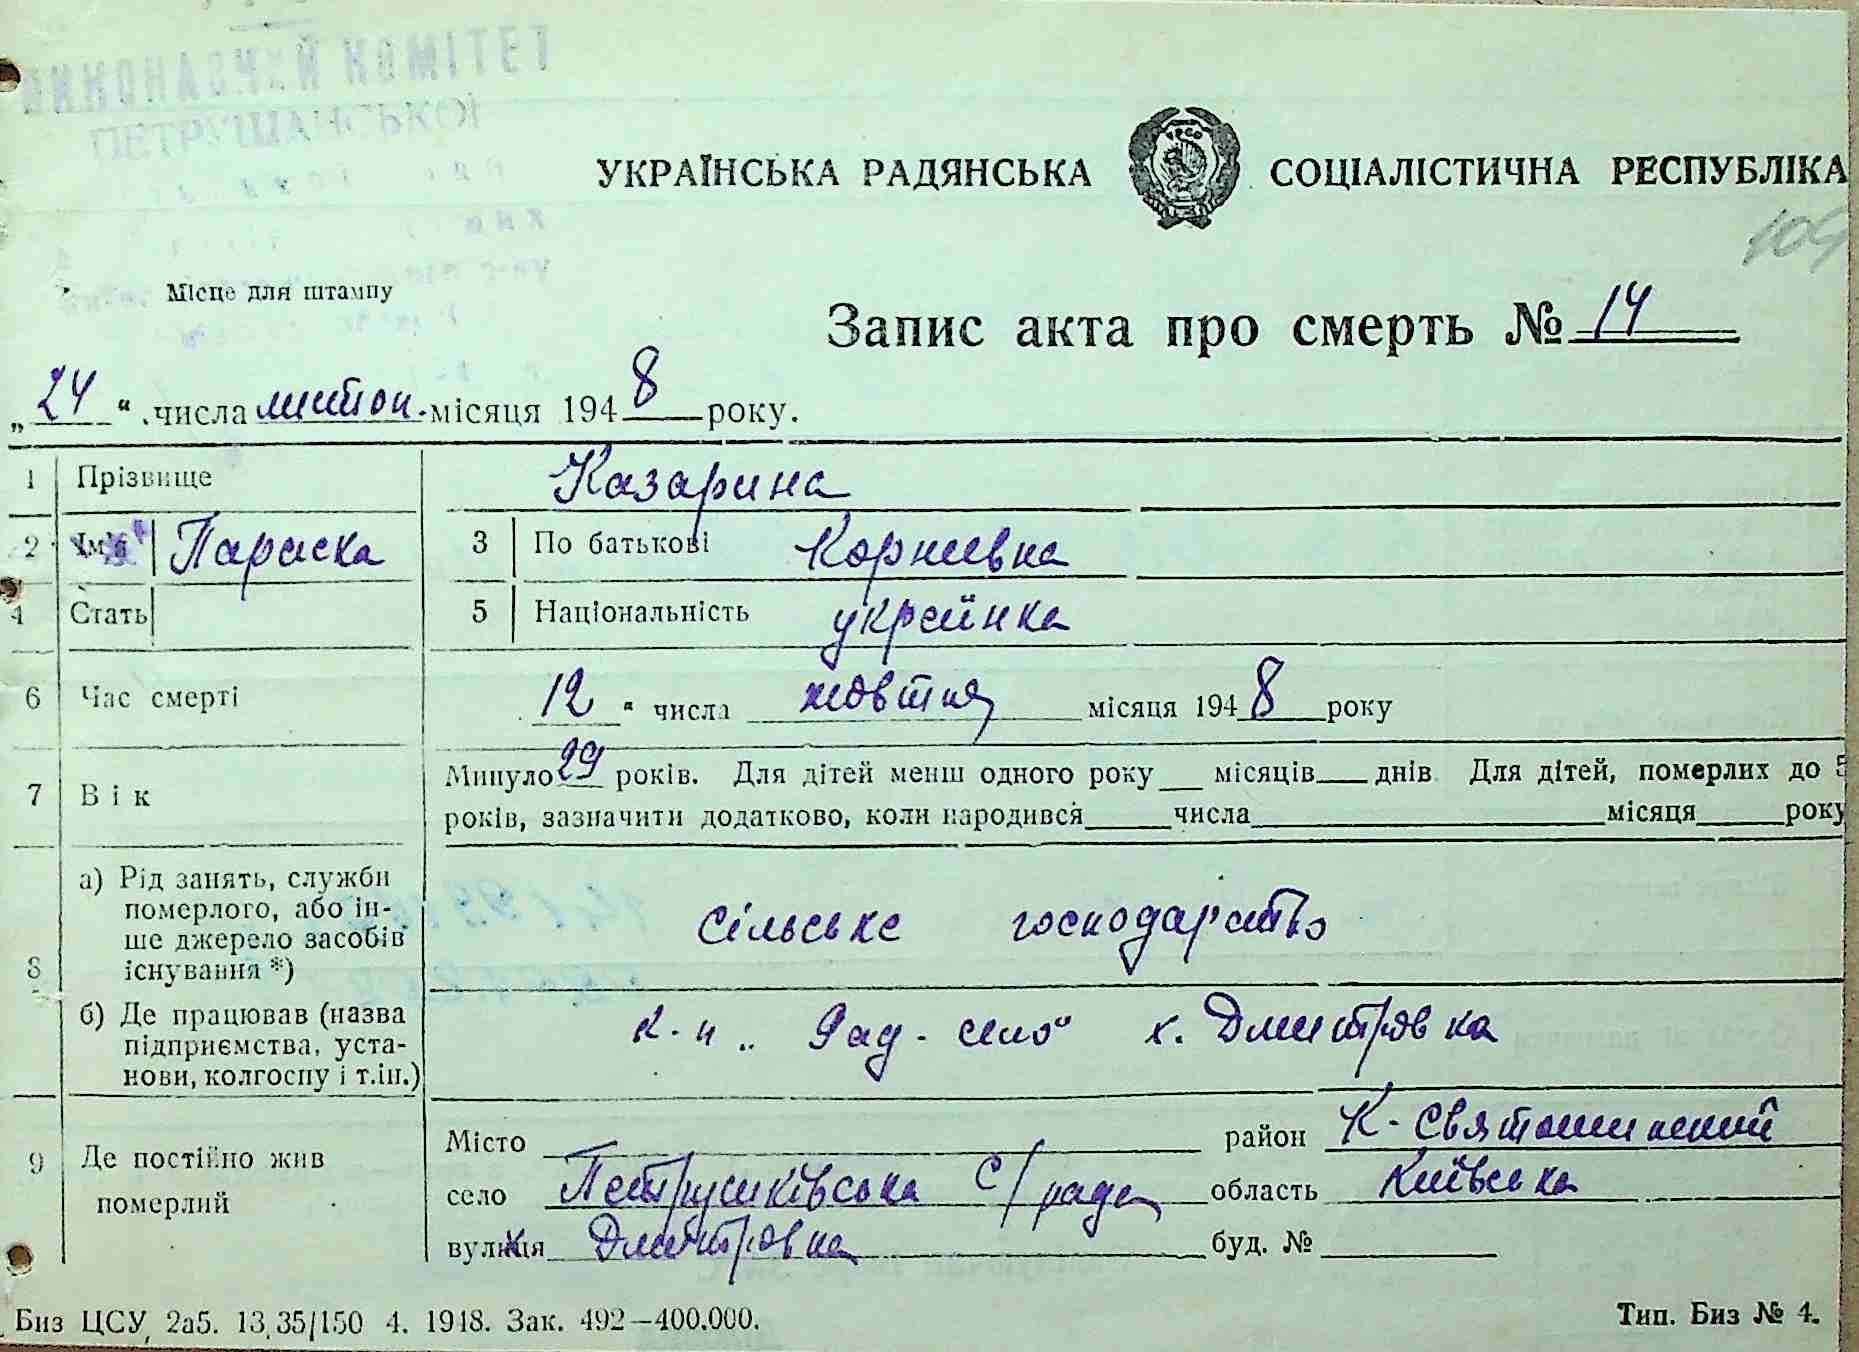 ВИКОНАВЧИЙ КОМІТЕТ
ПЕТРУШАНСЬКОЇ
УКРАЇНСЬКА РАДЯНСЬКА СОЦІАЛІСТИЧНА РЕСПУБЛІКА
104
Місце для штампу
Запис акта про смерть № 14
„24“ числа листоп. місяця 1948 року.
1 Прізвище Казарина
2 Ім'я Параска 3 По батькові Корниевна
4 Стать 5 Національність українка
6 Час смерті 12 " числа жовтня місяця 1948 року
7 Вік Минуло 29 років. Для дітей менш одного року місяців днів Для дітей, померлих до 5
років, зазначити додатково, коли народився числа місяця року
8 а) Рід занять, служби
померлого, або ін-
ше джерело засобів
існування *)
сільське господарство
б) Де працював (назва
підприємства, уста-
нови, колгоспу і т.ін.)
к-п „Рад-село" х. Дмитровка
9 Де постійно жив
померлий
Місто район К-Святошинський
село Петрушківська с/рада область Київська
вулиця Дмитровка буд. №
Биз ЦСУ, 2а5. 13,35/150 4. 1948. Зак. 492—400.000.
Тип. Биз № 4.